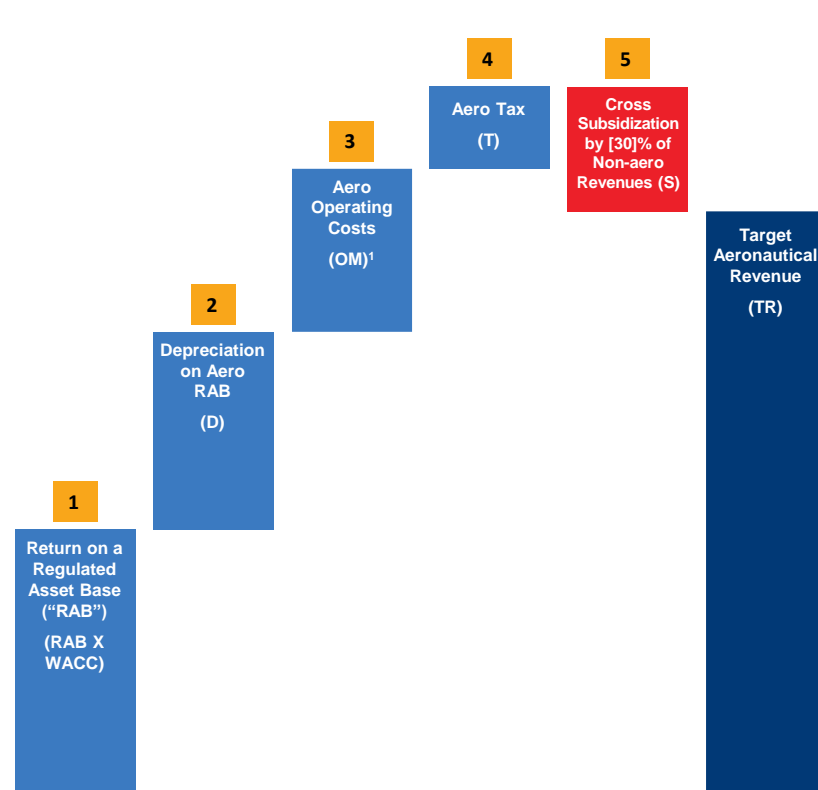 1
Return on a
Regulated
Asset Base
(“RAB”)
(RAB X
WACC)
2
Depreciation
on Aero
RAB
(D)
3
Aero
Operating
Costs
(OM)¹
4
Aero Tax
(T)
5
Cross
Subsidization
by [30]% of
Non-aero
Revenues (S)
Target
Aeronautical
Revenue
(TR)